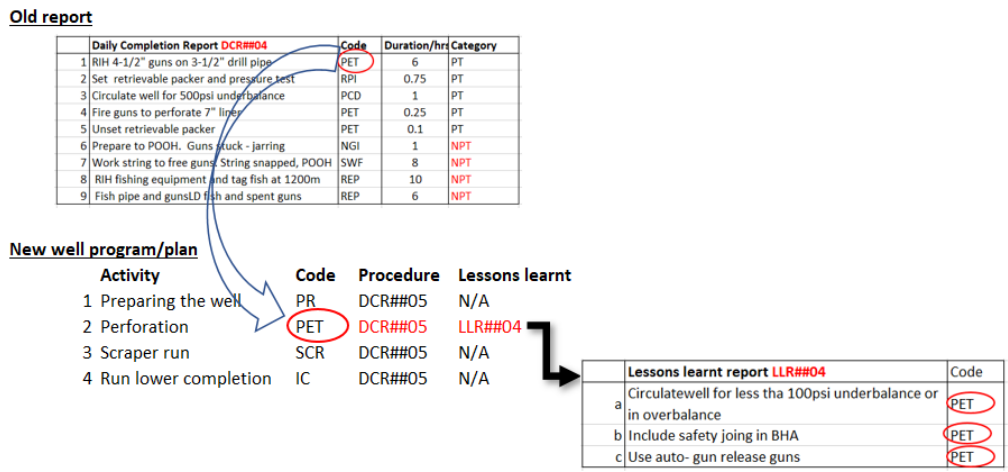 Old report
Daily Completion Report DCR##04 Code Duration/hrs Category
1 RIH 4-1/2" guns on 3-1/2" drill pipe PET 6 PT
2 Set retrievable packer and pressure test RPI 0.75 PT
3 Circulate well for 500psi underbalance PCD 1 PT
4 Fire guns to perforate 7" liner PET 0.25 PT
5 Unset retrievable packer PET 0.1 PT
6 Prepare to POOH. Guns stuck - jarring NGI 1 NPT
7 Work string to free guns. String snapped, POOH SWF 8 NPT
8 RIH fishing equipment and tag fish at 1200m REP 10 NPT
9 Fish pipe and gunsLD fish and spent guns REP 6 NPT
New well program/plan
Activity Code Procedure Lessons learnt
1 Preparing the well PR DCR##05 N/A
2 Perforation PET DCR##05 LLR##04
3 Scraper run SCR DCR##05 N/A
4 Run lower completion IC DCR##05 N/A
Lessons learnt report LLR##04 Code
a Circulatewell for less tha 100psi underbalance or
in overbalance PET
b Include safety joing in BHA PET
c Use auto- gun release guns PET